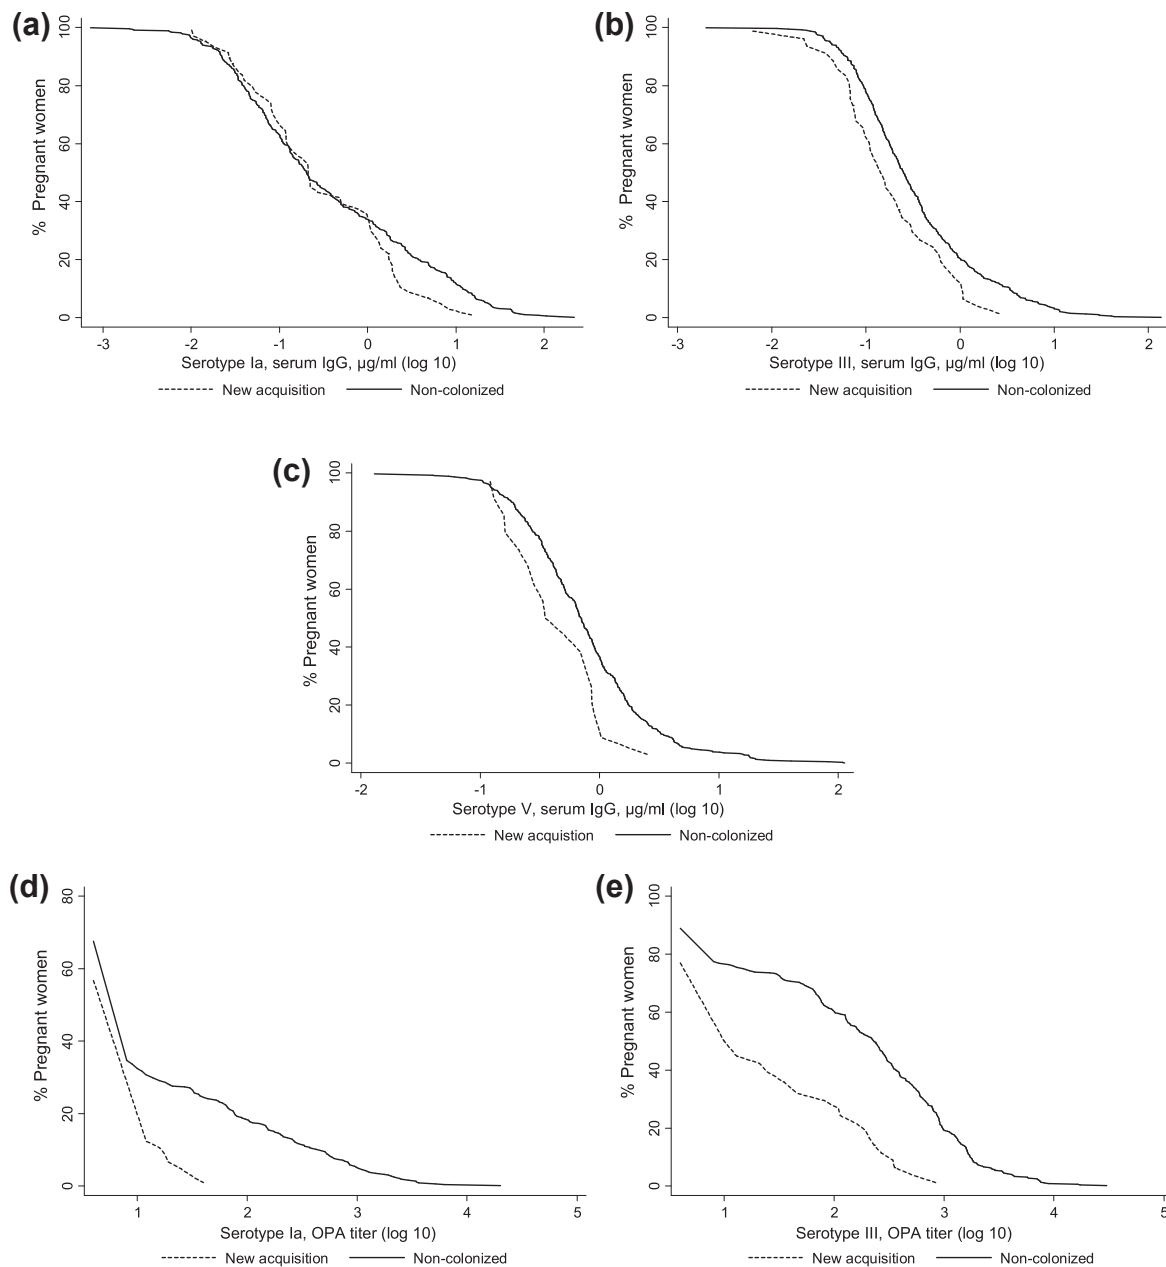 (a)
100
80
60
40
20
0
% Pregnant women
-3 -2 -1 0 1 2
Serotype Ia, serum IgG, µg/ml (log 10)
New acquisition Non-colonized
(b)
100
80
60
40
20
0
% Pregnant women
-3 -2 -1 0 1 2
Serotype III, serum IgG, µg/ml (log 10)
New acquisition Non-colonized
(c)
100
80
60
40
20
0
% Pregnant women
-2 -1 0 1 2
Serotype V, serum IgG, µg/ml (log 10)
New acquistion Non-colonized
(d)
80
60
40
20
0
% Pregnant women
1 2 3 4 5
Serotype Ia, OPA titer (log 10)
New acquisition Non-colonized
(e)
100
80
60
40
20
0
% Pregnant women
1 2 3 4 5
Serotype III, OPA titer (log 10)
New acquisition Non-colonized